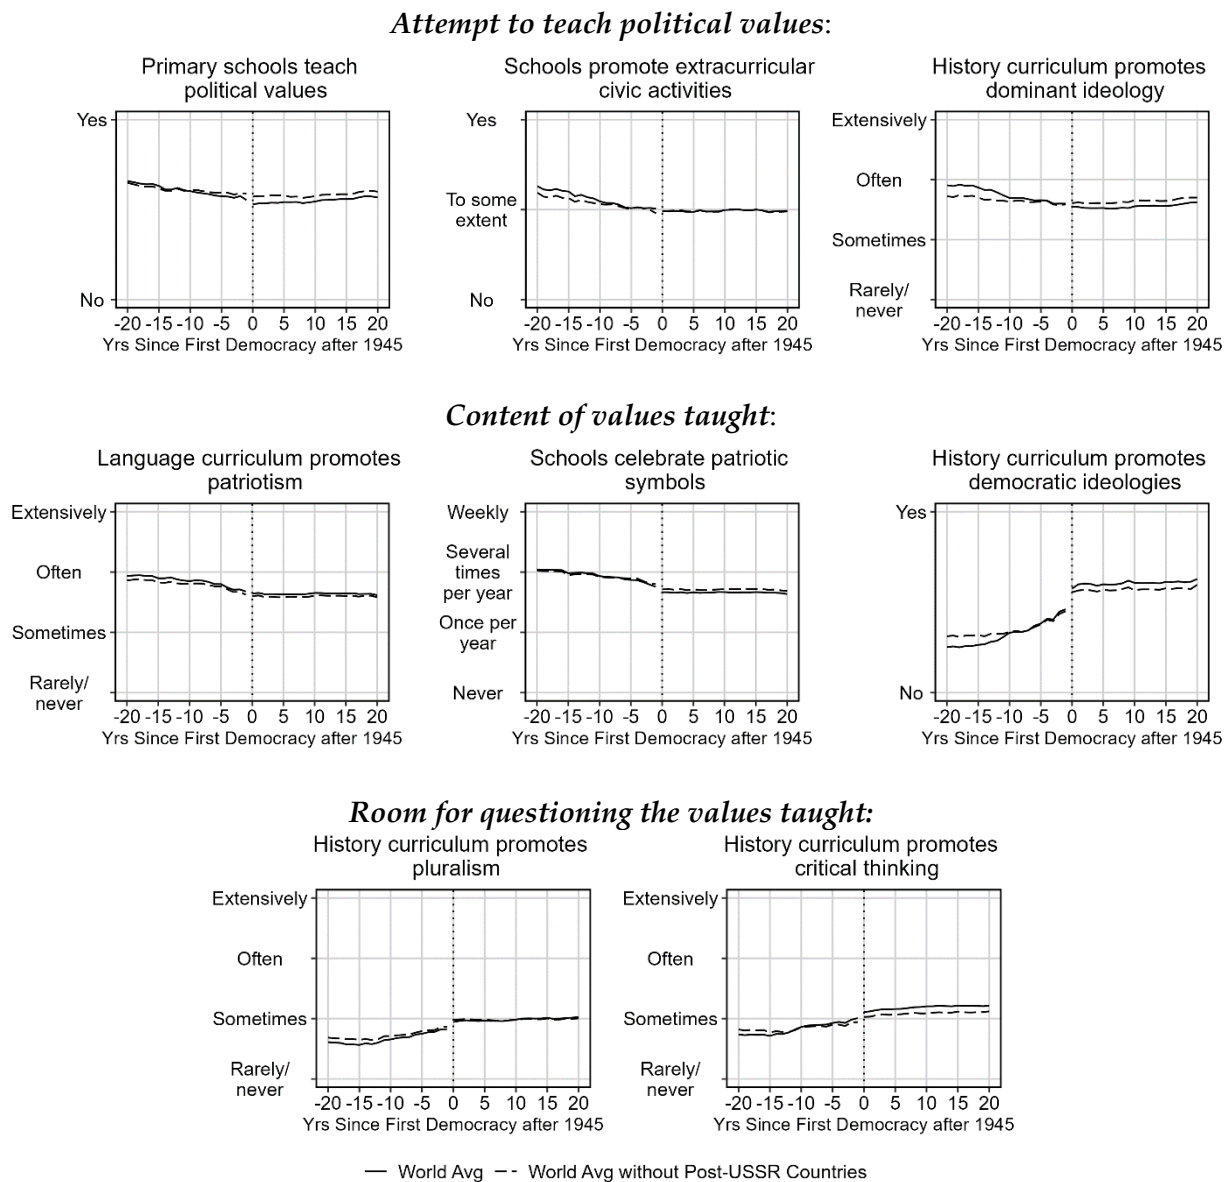 Attempt to teach political values:
Primary schools teach
political values
Yes
No
-20 -15 -10 -5 0 5 10 15 20
Yrs Since First Democracy after 1945
Schools promote extracurricular
civic activities
Yes
To some
extent
No
-20 -15 -10 -5 0 5 10 15 20
Yrs Since First Democracy after 1945
History curriculum promotes
dominant ideology
Extensively
Often
Sometimes
Rarely/
never
-20 -15 -10 -5 0 5 10 15 20
Yrs Since First Democracy after 1945
Content of values taught:
Language curriculum promotes
patriotism
Extensively
Often
Sometimes
Rarely/
never
-20 -15 -10 -5 0 5 10 15 20
Yrs Since First Democracy after 1945
Schools celebrate patriotic
symbols
Weekly
Several
times
per year
Once per
year
Never
-20 -15 -10 -5 0 5 10 15 20
Yrs Since First Democracy after 1945
History curriculum promotes
democratic ideologies
Yes
No
-20 -15 -10 -5 0 5 10 15 20
Yrs Since First Democracy after 1945
Room for questioning the values taught:
History curriculum promotes
pluralism
Extensively
Often
Sometimes
Rarely/
never
-20 -15 -10 -5 0 5 10 15 20
Yrs Since First Democracy after 1945
History curriculum promotes
critical thinking
Extensively
Often
Sometimes
Rarely/
never
-20 -15 -10 -5 0 5 10 15 20
Yrs Since First Democracy after 1945
World Avg World Avg without Post-USSR Countries